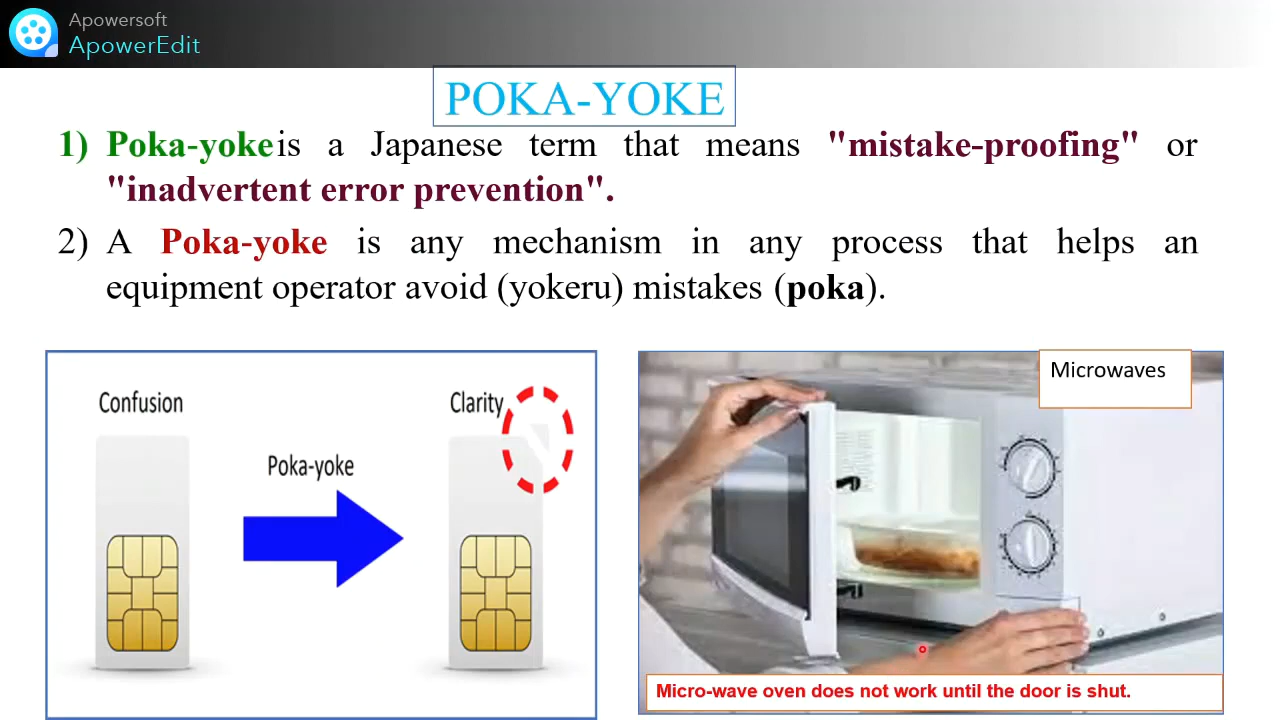 Apowersoft
ApowerEdit
POKA-YOKE
1) Poka-yoke is a Japanese term that means "mistake-proofing" or
"inadvertent error prevention".
2) A Poka-yoke is any mechanism in any process that helps an
equipment operator avoid (yokeru) mistakes (poka).
Confusion
Poka-yoke
Clarity
Microwaves
Micro-wave oven does not work until the door is shut.